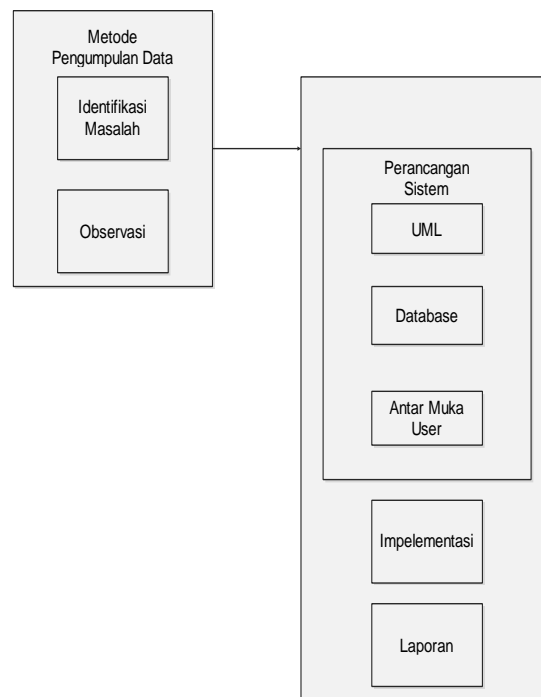 Metode
Pengumpulan Data
Identifikasi
Masalah
Observasi
Perancangan
Sistem
UML
Database
Antar Muka
User
Impelementasi
Laporan